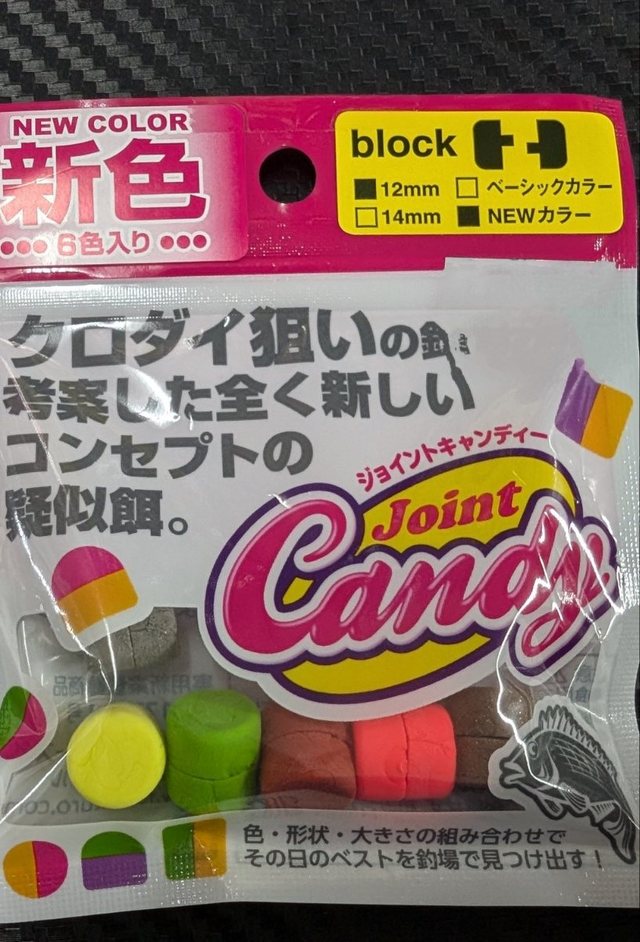 NEW COLOR
新色
●●● 6色入り ●●●
block
■12mm □ベーシックカラー
□14mm ■NEWカラー
クロダイ狙いの
考案した全く新しい
コンセプトの
疑似餌。
ジョイントキャンディー
Joint
Candy
色・形状・大きさの組み合わせで
その日のベストを釣場で見つけ出す!